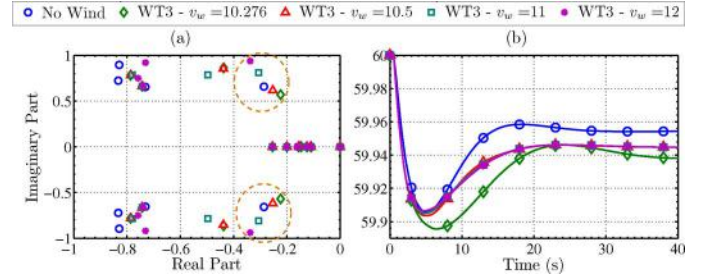 No Wind WT3 - v_w =10.276 WT3 - v_w =10.5 WT3 - v_w =11 WT3 - v_w =12
(a) (b)
1
0.5
0
−0.5
−1
Imaginary Part
−1 −0.8 −0.6 −0.4 −0.2 0
Real Part
60
59.98
59.96
59.94
59.92
59.9
0 10 20 30 40
Time (s)